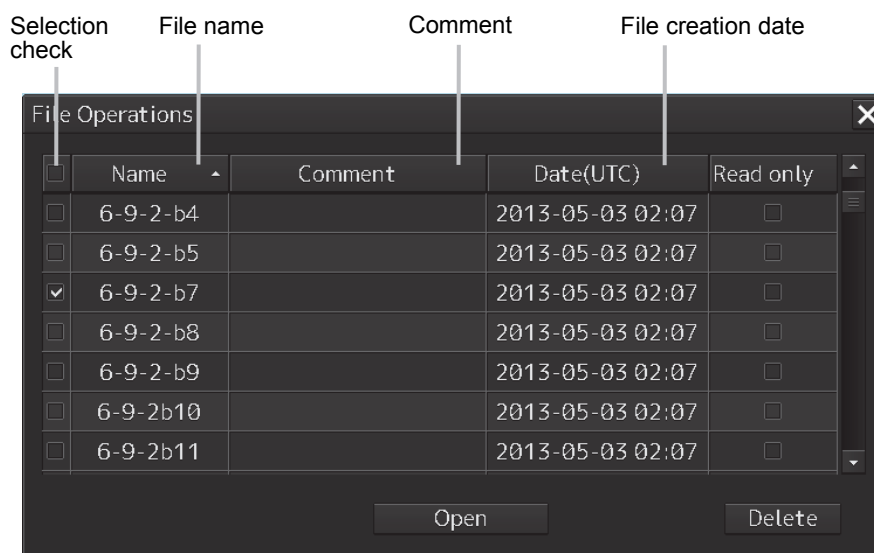 Selection check File name Comment File creation date
File Operations
Name Comment Date(UTC) Read only
6-9-2-b4 2013-05-03 02:07
6-9-2-b5 2013-05-03 02:07
6-9-2-b7 2013-05-03 02:07
6-9-2-b8 2013-05-03 02:07
6-9-2-b9 2013-05-03 02:07
6-9-2b10 2013-05-03 02:07
6-9-2b11 2013-05-03 02:07
Open Delete